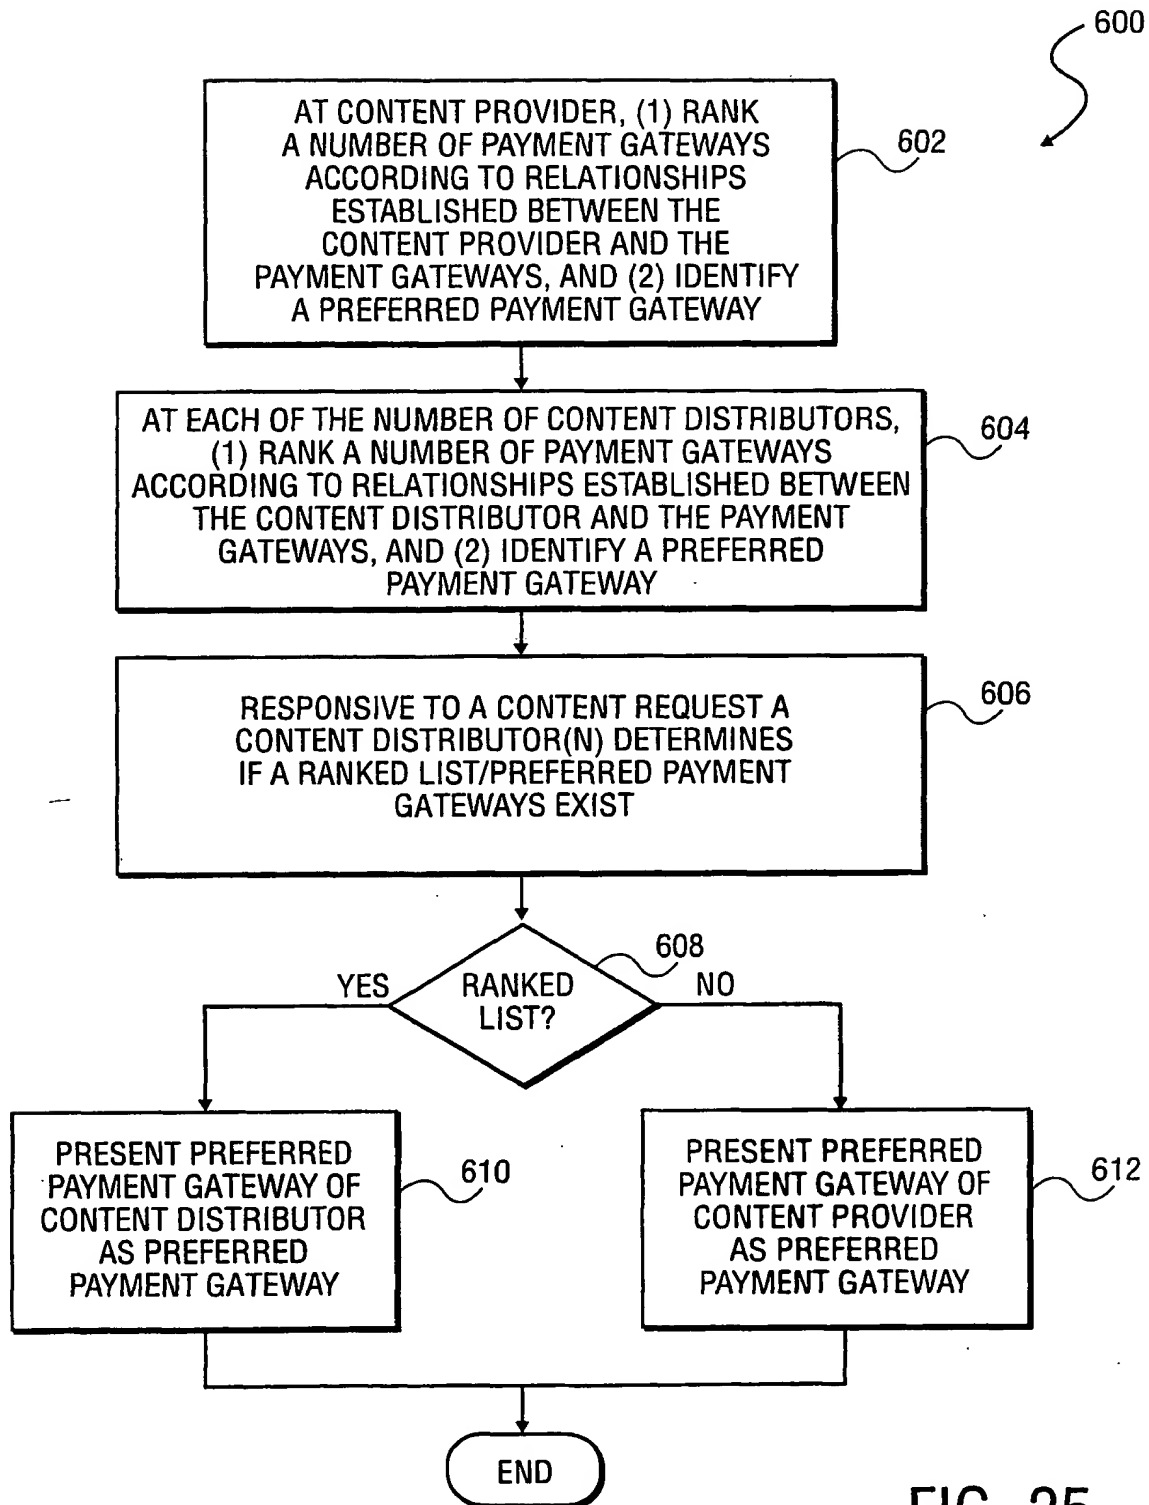 600
AT CONTENT PROVIDER, (1) RANK
A NUMBER OF PAYMENT GATEWAYS
ACCORDING TO RELATIONSHIPS
ESTABLISHED BETWEEN THE
CONTENT PROVIDER AND THE
PAYMENT GATEWAYS, AND (2) IDENTIFY
A PREFERRED PAYMENT GATEWAY
602
AT EACH OF THE NUMBER OF CONTENT DISTRIBUTORS,
(1) RANK A NUMBER OF PAYMENT GATEWAYS
ACCORDING TO RELATIONSHIPS ESTABLISHED BETWEEN
THE CONTENT DISTRIBUTOR AND THE PAYMENT
GATEWAYS, AND (2) IDENTIFY A PREFERRED
PAYMENT GATEWAY
604
RESPONSIVE TO A CONTENT REQUEST A
CONTENT DISTRIBUTOR(N) DETERMINES
IF A RANKED LIST/PREFERRED PAYMENT
GATEWAYS EXIST
606
608
YES
RANKED
LIST?
NO
PRESENT PREFERRED
PAYMENT GATEWAY OF
CONTENT DISTRIBUTOR
AS PREFERRED
PAYMENT GATEWAY
610
PRESENT PREFERRED
PAYMENT GATEWAY OF
CONTENT PROVIDER
AS PREFERRED
PAYMENT GATEWAY
612
END
FIG. 25